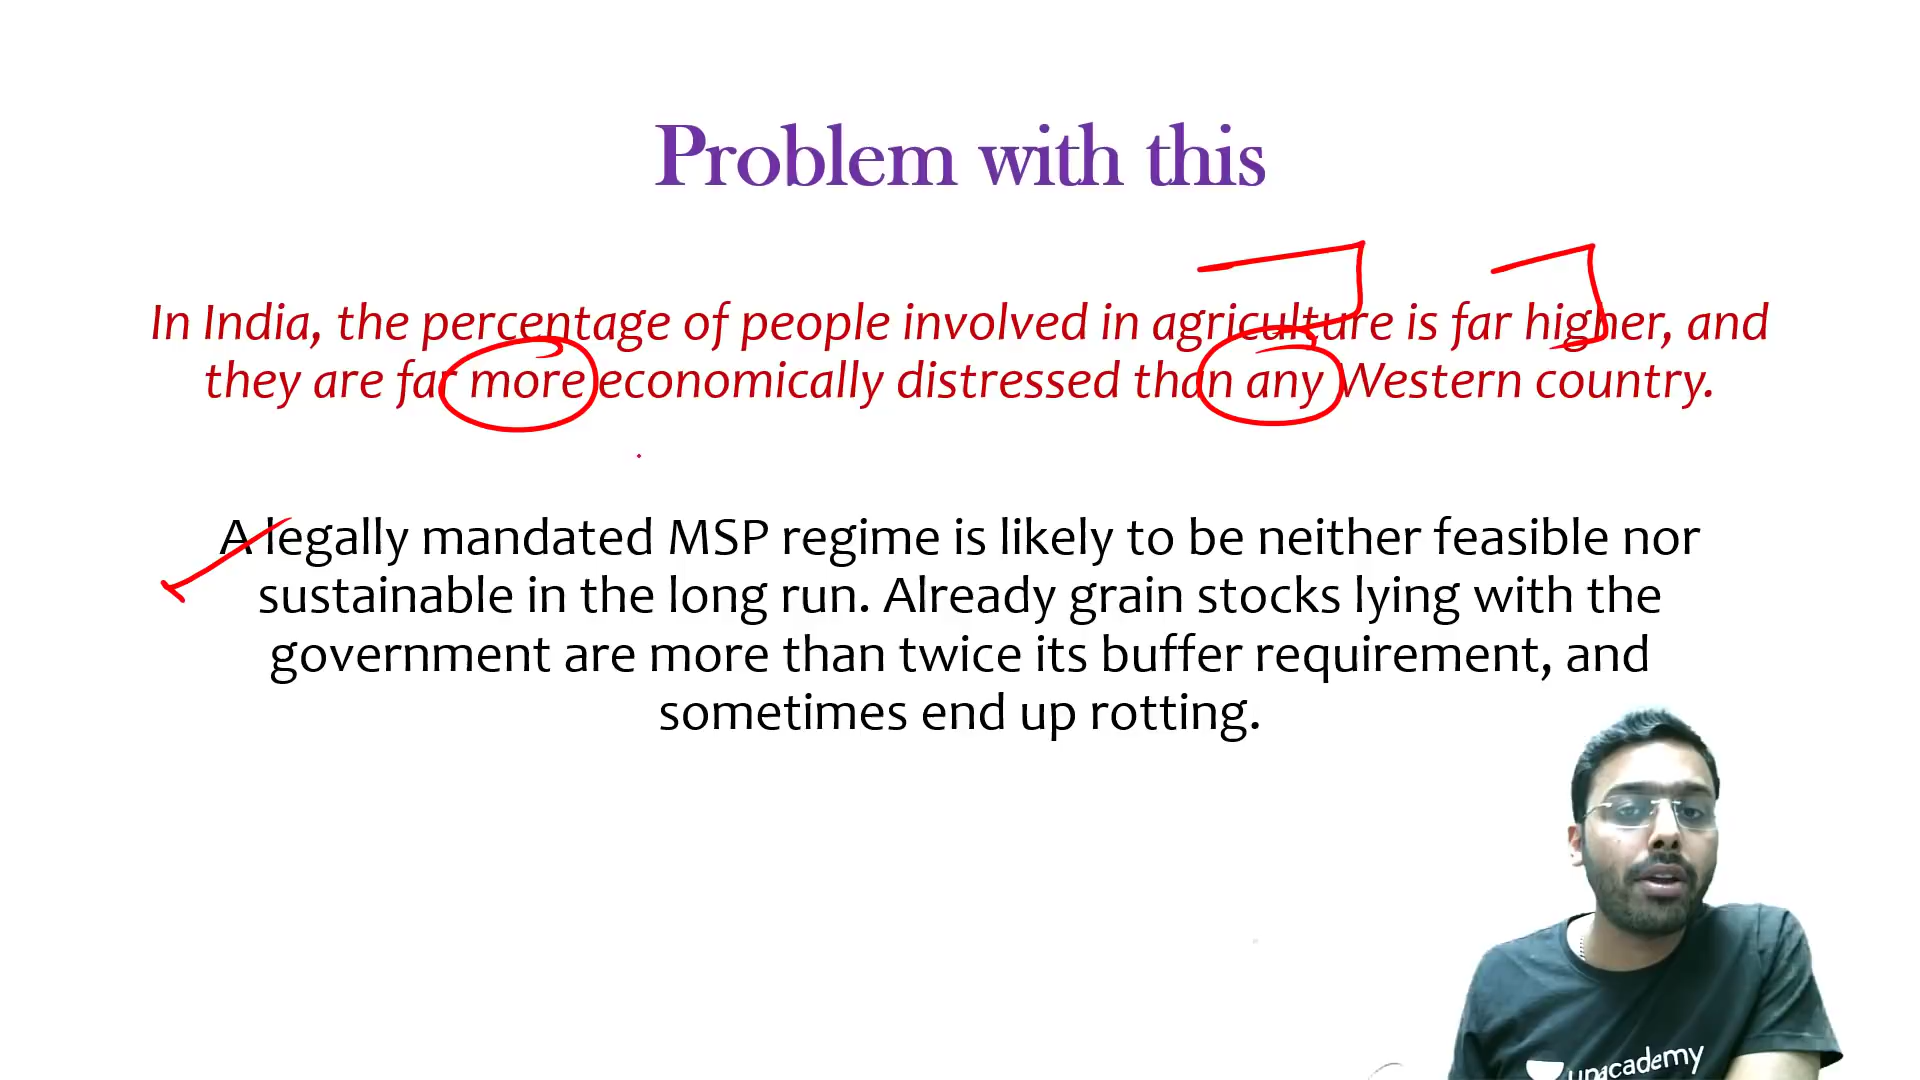 Problem with this
In India, the percentage of people involved in agriculture is far higher, and
they are far more economically distressed than any Western country.
A legally mandated MSP regime is likely to be neither feasible nor
sustainable in the long run. Already grain stocks lying with the
government are more than twice its buffer requirement, and
sometimes end up rotting.
unacademy